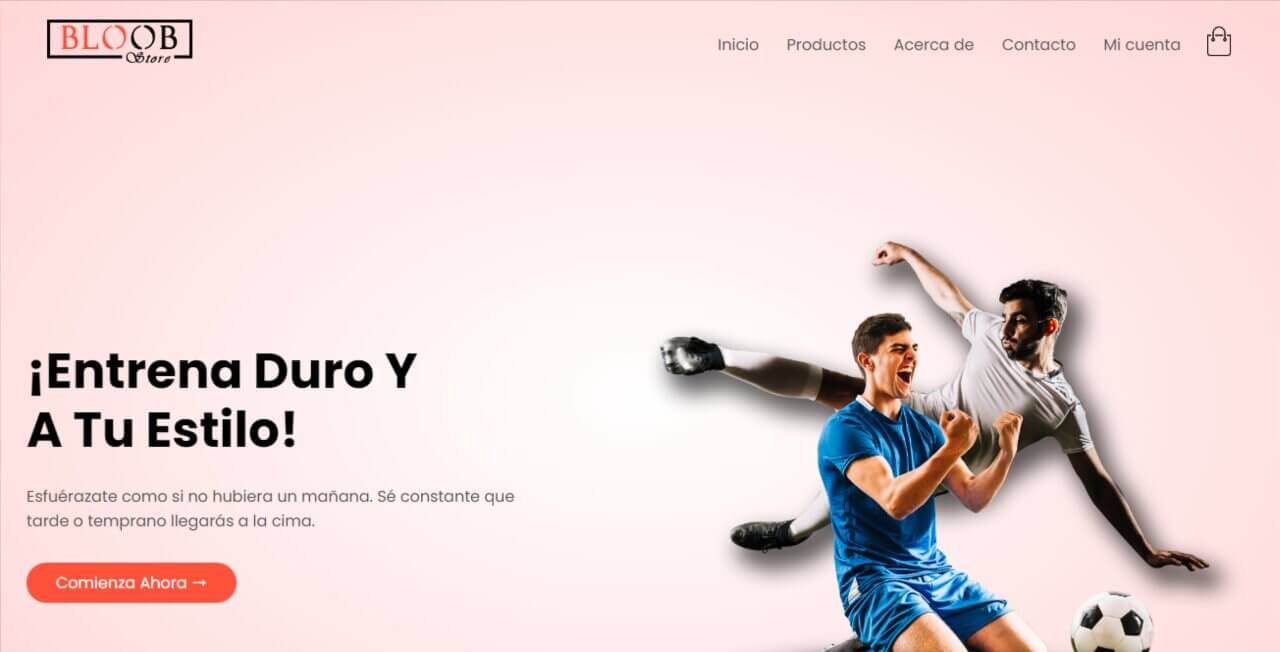 BLOOB
Store
Inicio Productos Acerca de Contacto Mi cuenta
¡Entrena Duro Y
A Tu Estilo!
Esfuérazate como si no hubiera un mañana. Sé constante que
tarde o temprano llegarás a la cima.
Comienza Ahora →